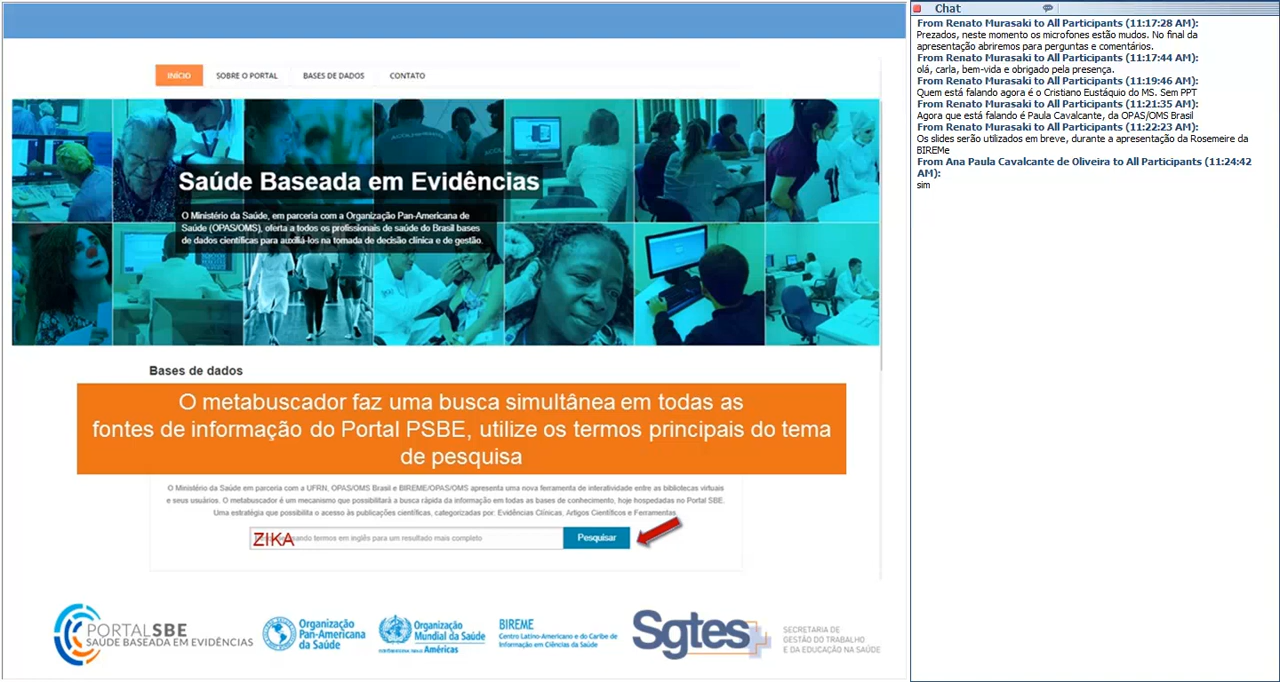 INÍCIO
SOBRE O PORTAL
BASES DE DADOS
CONTATO
Saúde Baseada em Evidências
O Ministério da Saúde, em parceria com a Organização Pan-Americana de
Saúde (OPAS/OMS), oferta a todos os profissionais de saúde do Brasil bases
de dados científicas para auxiliá-los na tomada de decisão clínica e de gestão.
Bases de dados
O metabuscador faz uma busca simultânea em todas as
fontes de informação do Portal PSBE, utilize os termos principais do tema
de pesquisa
O Ministério da Saúde em parceria com a UFRN, OPAS/OMS Brasil e BIREME/OPAS/OMS apresenta uma nova ferramenta de interatividade entre as bibliotecas virtuais
e seus usuários. O metabuscador é um mecanismo que possibilitará a busca rápida da informação em todas as bases de conhecimento, hoje hospedadas no Portal SBE.
Uma estratégia que possibilita o acesso às publicações científicas, categorizadas por: Evidências Clínicas, Artigos Científicos e Ferramentas
ZIKA
termos em inglês para um resultado mais completo
Pesquisar
PORTALSBE
SAÚDE BASEADA EM EVIDÊNCIAS
Organização
Pan-Americana
da Saúde
Organização
Mundial da Saúde
Américas
BIREME
Centro Latino-Americano e do Caribe de
Informação em Ciências da Saúde
Sgtes
SECRETARIA DE
GESTÃO DO TRABALHO
E DA EDUCAÇÃO NA SAÚDE
Chat
From Renato Murasaki to All Participants (11:17:28 AM):
Prezados, neste momento os microfones estão mudos. No final da
apresentação abriremos para perguntas e comentários.
From Renato Murasaki to All Participants (11:17:44 AM):
olá, carla, bem-vida e obrigado pela presença.
From Renato Murasaki to All Participants (11:19:46 AM):
Quem está falando agora é o Cristiano Eustáquio do MS. Sem PPT
From Renato Murasaki to All Participants (11:21:35 AM):
Agora que está falando é Paula Cavalcante, da OPAS/OMS Brasil
From Renato Murasaki to All Participants (11:22:23 AM):
Os slides serão utilizados em breve, durante a apresentação da Rosemeire da
BIREMe
From Ana Paula Cavalcante de Oliveira to All Participants (11:24:42
AM):
sim